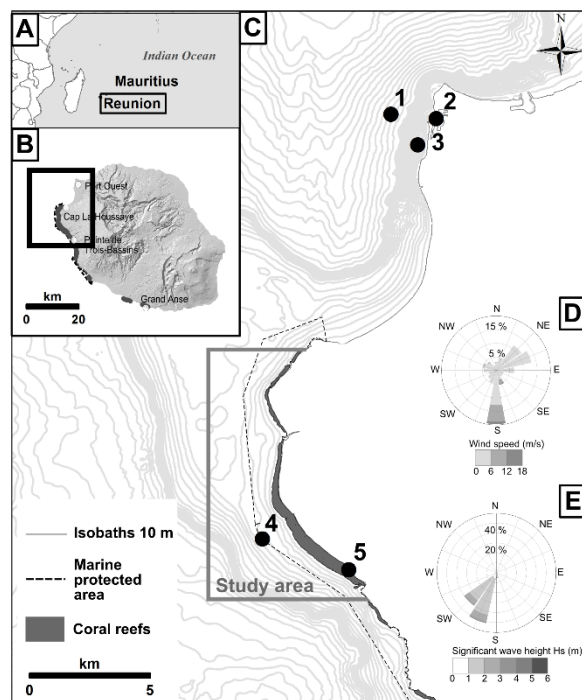 A
Indian Ocean
Mauritius
Reunion
B
Port Ouest
Cap La Houssaye
Pointe de
Trois-Bassins
Grand Anse
km
0 20
C
N
1
2
3
4
5
Study area
Isobaths 10 m
Marine
protected
area
Coral reefs
km
0 5
D
N
NW 15 % NE
5 %
W E
SW SE
S
Wind speed (m/s)
0 6 12 18
E
N
NW 40 % NE
20 %
W E
SW SE
S
Significant wave height Hs (m)
0 1 2 3 4 5 6